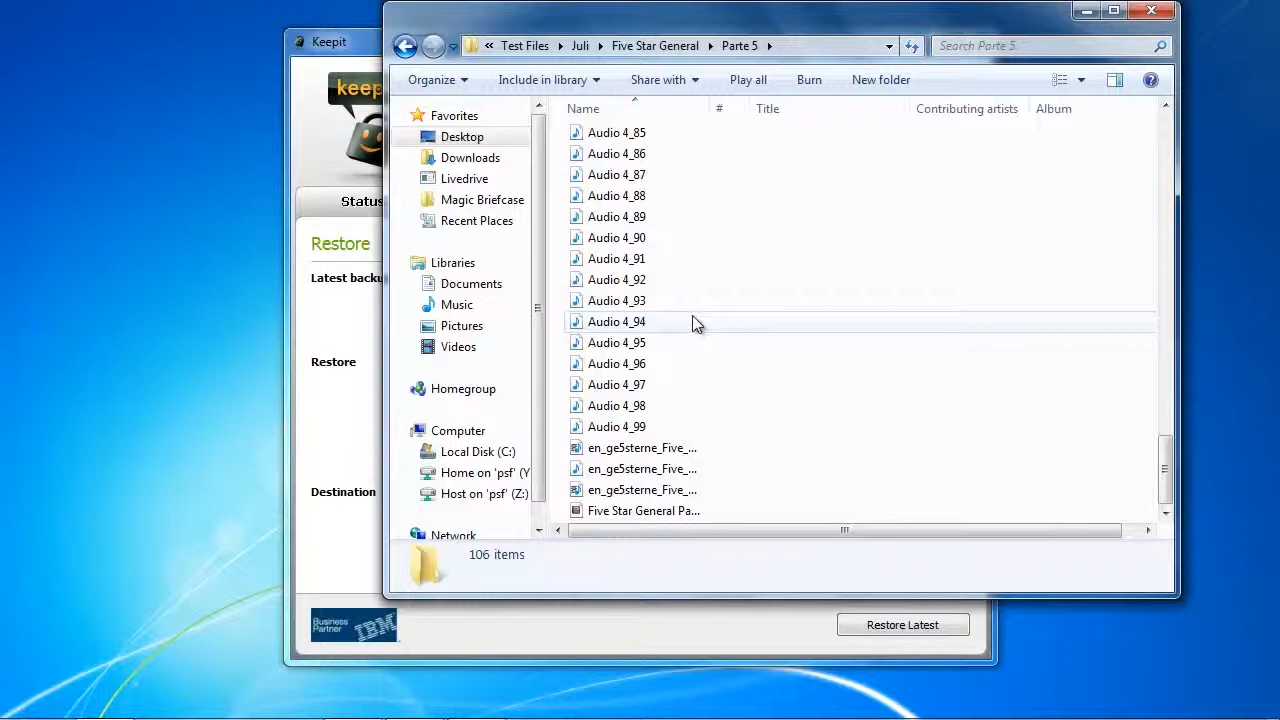 Keepit
keep
Status
Restore
Latest backu
Restore
Destination
Business
Partner
IBM
Restore Latest
« Test Files Juli Five Star General Parte 5
Search Parte 5
Organize Include in library Share with Play all Burn New folder
Favorites
Desktop
Downloads
Livedrive
Magic Briefcase
Recent Places
Libraries
Documents
Music
Pictures
Videos
Homegroup
Computer
Local Disk (C:)
Home on 'psf' (Y
Host on 'psf' (Z:)
Network
Name # Title Contributing artists Album
Audio 4_85
Audio 4_86
Audio 4_87
Audio 4_88
Audio 4_89
Audio 4_90
Audio 4_91
Audio 4_92
Audio 4_93
Audio 4_94
Audio 4_95
Audio 4_96
Audio 4_97
Audio 4_98
Audio 4_99
en_ge5sterne_Five_...
en_ge5sterne_Five_...
en_ge5sterne_Five_...
Five Star General Pa...
106 items